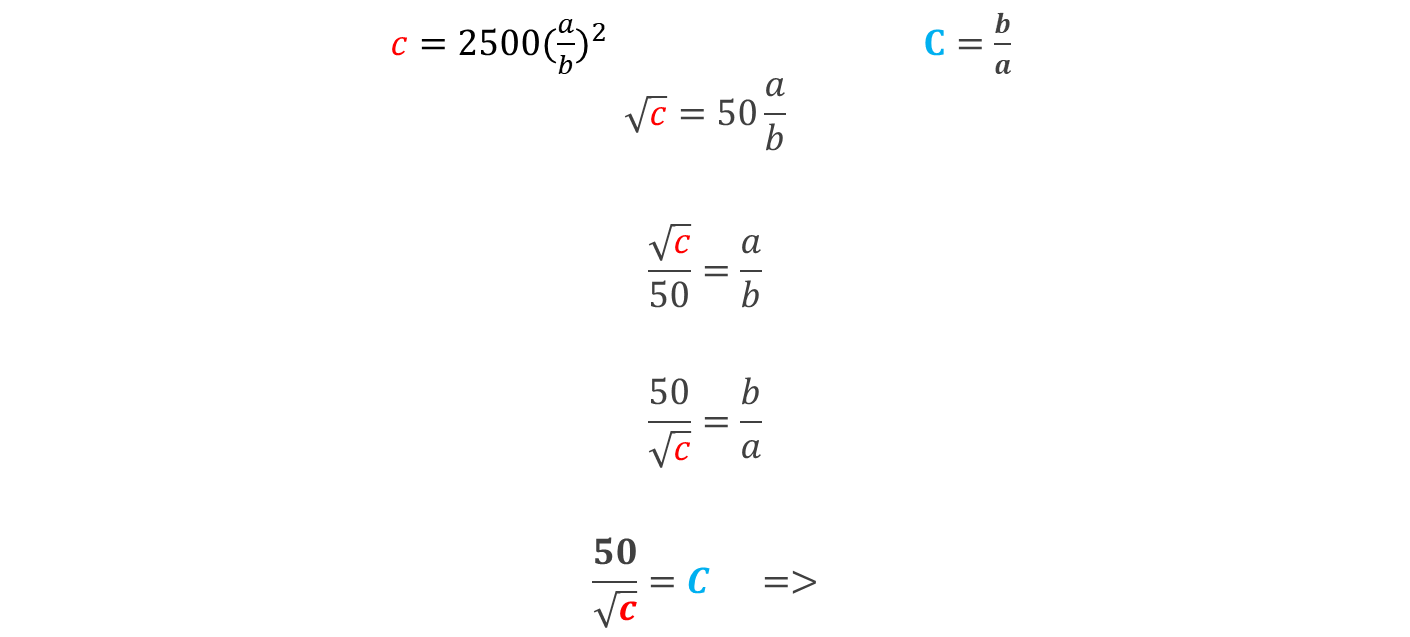 c = 2500(a/b)² C = b/a
√c = 50 a/b
√c/50 = a/b
50/√c = b/a
50/√c = C =>